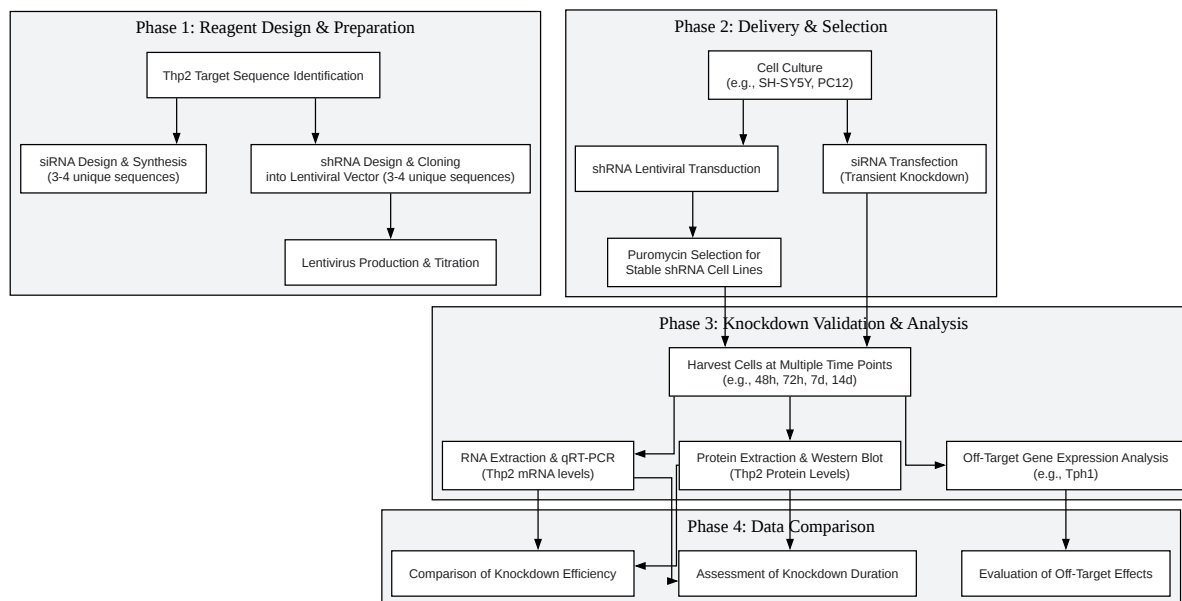 Phase 1: Reagent Design & Preparation
Thp2 Target Sequence Identification
siRNA Design & Synthesis
(3-4 unique sequences)
shRNA Design & Cloning
into Lentiviral Vector (3-4 unique sequences)
Lentivirus Production & Titration
Phase 2: Delivery & Selection
Cell Culture
(e.g., SH-SY5Y, PC12)
shRNA Lentiviral Transduction
siRNA Transfection
(Transient Knockdown)
Puromycin Selection for
Stable shRNA Cell Lines
Phase 3: Knockdown Validation & Analysis
Harvest Cells at Multiple Time Points
(e.g., 48h, 72h, 7d, 14d)
RNA Extraction & qRT-PCR
(Thp2 mRNA levels)
Protein Extraction & Western Blot
(Thp2 Protein Levels)
Off-Target Gene Expression Analysis
(e.g., Tph1)
Phase 4: Data Comparison
Comparison of Knockdown Efficiency
Assessment of Knockdown Duration
Evaluation of Off-Target Effects